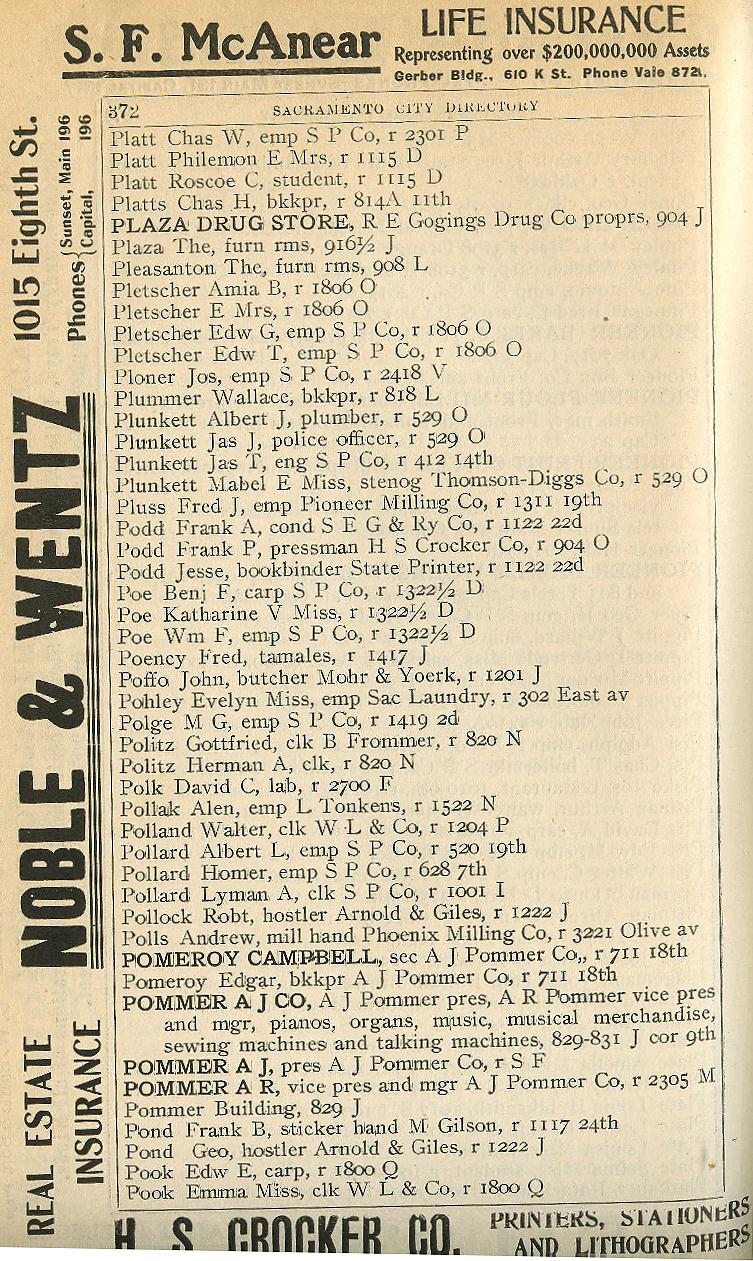 S. F. McAnear
LIFE INSURANCE
Representing over $200,000,000 Assets
Gerber Bldg., 610 K St. Phone Vale 872.
372 SACRAMENTO CITY DIRECTORY
Platt Chas W, emp S P Co, r 2301 P
Platt Philemon E Mrs, r 1115 D
Platt Roscoe C, student, r 1115 D
Platts Chas H, bkkpr, r 814A 11th
PLAZA DRUG STORE, R E Gogings Drug Co proprs, 904 J
Plaza The, furn rms, 916½ J
Pleasanton The, furn rms, 908 L
Pletscher Amia B, r 1806 O
Pletscher E Mrs, r 1806 O
Pletscher Edw G, emp S P Co, r 1806 O
Pletscher Edw T, emp S P Co, r 1806 O
Ploner Jos, emp S P Co, r 2418 V
Plummer Wallace, bkkpr, r 818 L
Plunkett Albert J, plumber, r 529 O
Plunkett Jas J, police officer, r 529 O
Plunkett Jas T, eng S P Co, r 412 14th
Plunkett Mabel E Miss, stenog Thomson-Diggs Co, r 529 O
Pluss Fred J, emp Pioneer Milling Co, r 1311 19th
Podd Frank A, cond S E G & Ry Co, r 1122 22d
Podd Frank P, pressman H S Crocker Co, r 904 O
Podd Jesse, bookbinder State Printer, r 1122 22d
Poe Benj F, carp S P Co, r 1322½ D
Poe Katharine V Miss, r 1322½ D
Poe Wm F, emp S P Co, r 1322½ D
Poency Fred, tamales, r 1417 J
Poffo John, butcher Mohr & Yoerk, r 1201 J
Pohley Evelyn Miss, emp Sac Laundry, r 302 East av
Polge M G, emp S P Co, r 1419 2d
Politz Gottfried, clk B Frommer, r 820 N
Politz Herman A, clk, r 820 N
Polk David C, lab, r 2700 F
Pollak Alen, emp L Tonkens, r 1522 N
Polland Walter, clk W L & Co, r 1204 P
Pollard Albert L, emp S P Co, r 520 19th
Pollard Homer, emp S P Co, r 628 7th
Pollard Lyman A, clk S P Co, r 1001 I
Pollock Robt, hostler Arnold & Giles, r 1222 J
Polls Andrew, mill hand Phoenix Milling Co, r 3221 Olive av
POMEROY CAMPBELL, sec A J Pommer Co,, r 711 18th
Pomeroy Edgar, bkkpr A J Pommer Co, r 711 18th
POMMER A J CO, A J Pommer pres, A R Pommer vice pres
and mgr, pianos, organs, music, musical merchandise,
sewing machines and talking machines, 829-831 J cor 9th
POMMER A J, pres A J Pommer Co, r S F
POMMER A R, vice pres and mgr A J Pommer Co, r 2305 M
Pommer Building, 829 J
Pond Frank B, sticker hand M Gilson, r 1117 24th
Pond Geo, hostler Arnold & Giles, r 1222 J
Pook Edw E, carp, r 1800 Q
Pook Emma Miss, clk W L & Co, r 1800 Q
REAL ESTATE
INSURANCE
NOBLE & WENTZ
1015 Eighth St.
Phones { Sunset, Main 196
Capital, 196
H. S. CROCKER CO.
PRINTERS, STATIONERS
AND LITHOGRAPHERS